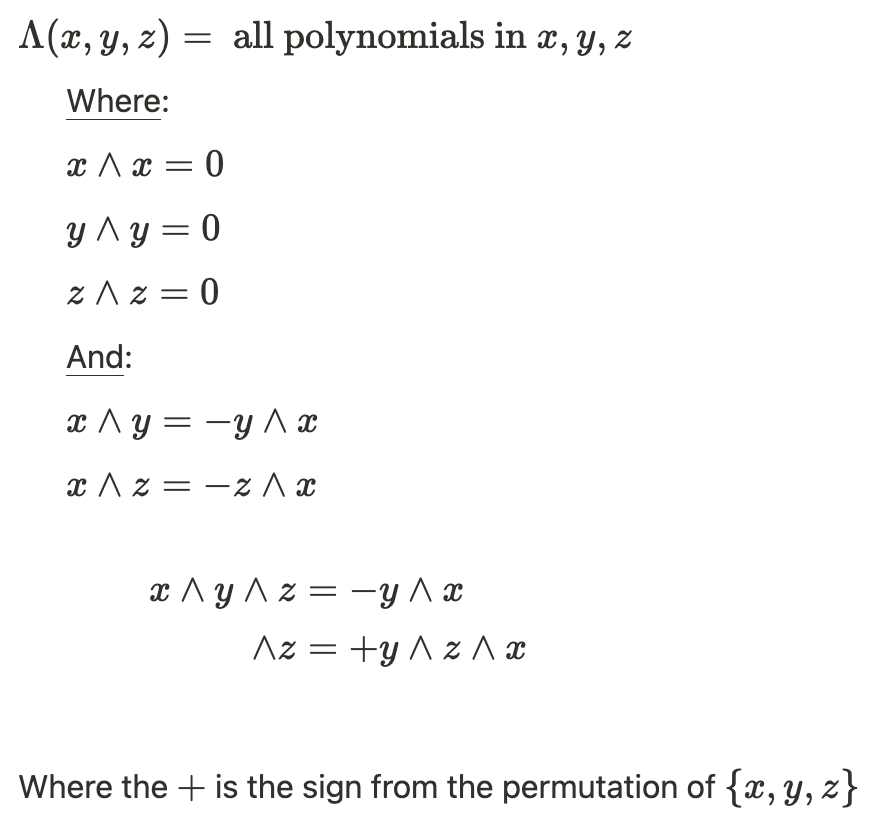 Λ(x, y, z) = all polynomials in x, y, z
Where:
x ∧ x = 0
y ∧ y = 0
z ∧ z = 0
And:
x ∧ y = −y ∧ x
x ∧ z = −z ∧ x
x ∧ y ∧ z = −y ∧ x
∧z = +y ∧ z ∧ x
Where the + is the sign from the permutation of {x, y, z}